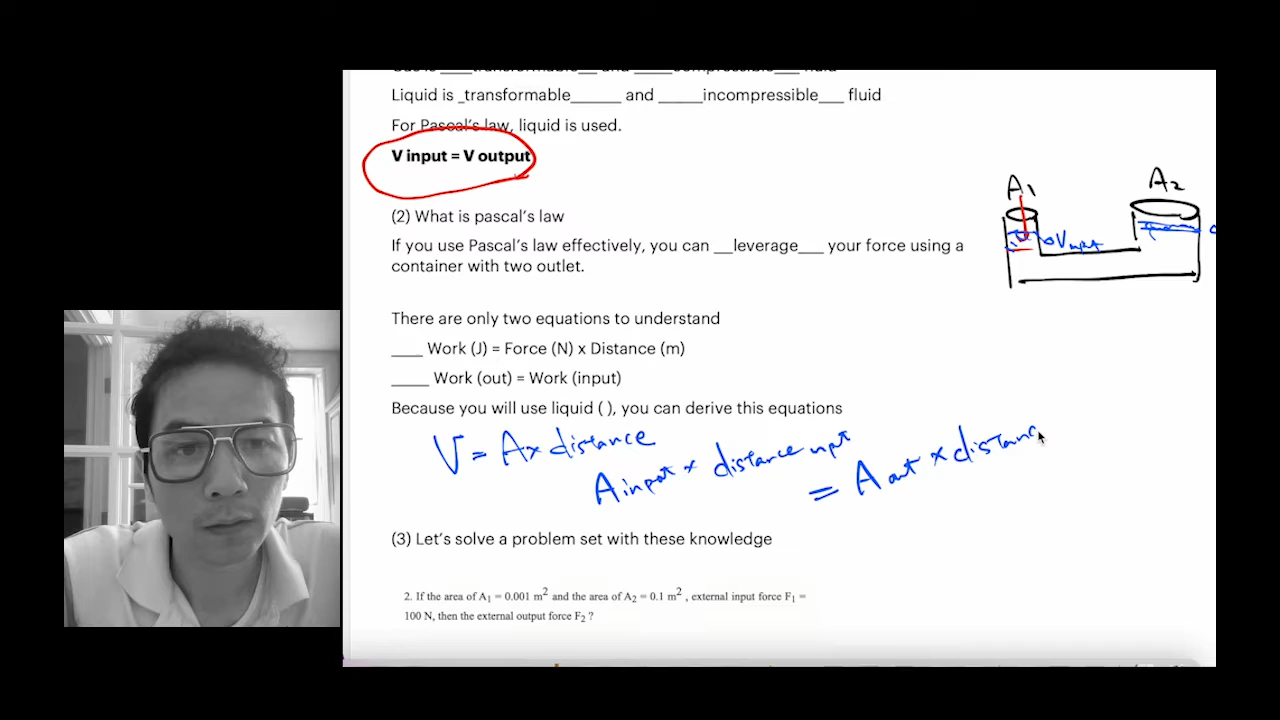 Liquid is _transformable______ and _____incompressible___ fluid
For Pascal's law, liquid is used.
V input = V output
A1
A2
Vinput
(2) What is pascal's law
If you use Pascal's law effectively, you can __leverage___ your force using a
container with two outlet.
There are only two equations to understand
____ Work (J) = Force (N) x Distance (m)
_____ Work (out) = Work (input)
Because you will use liquid ( ), you can derive this equations
V = A x distance
A input x distance
= A out x distanc
(3) Let's solve a problem set with these knowledge
2. If the area of A₁ = 0.001 m² and the area of A₂ = 0.1 m² , external input force F₁ =
100 N, then the external output force F₂ ?